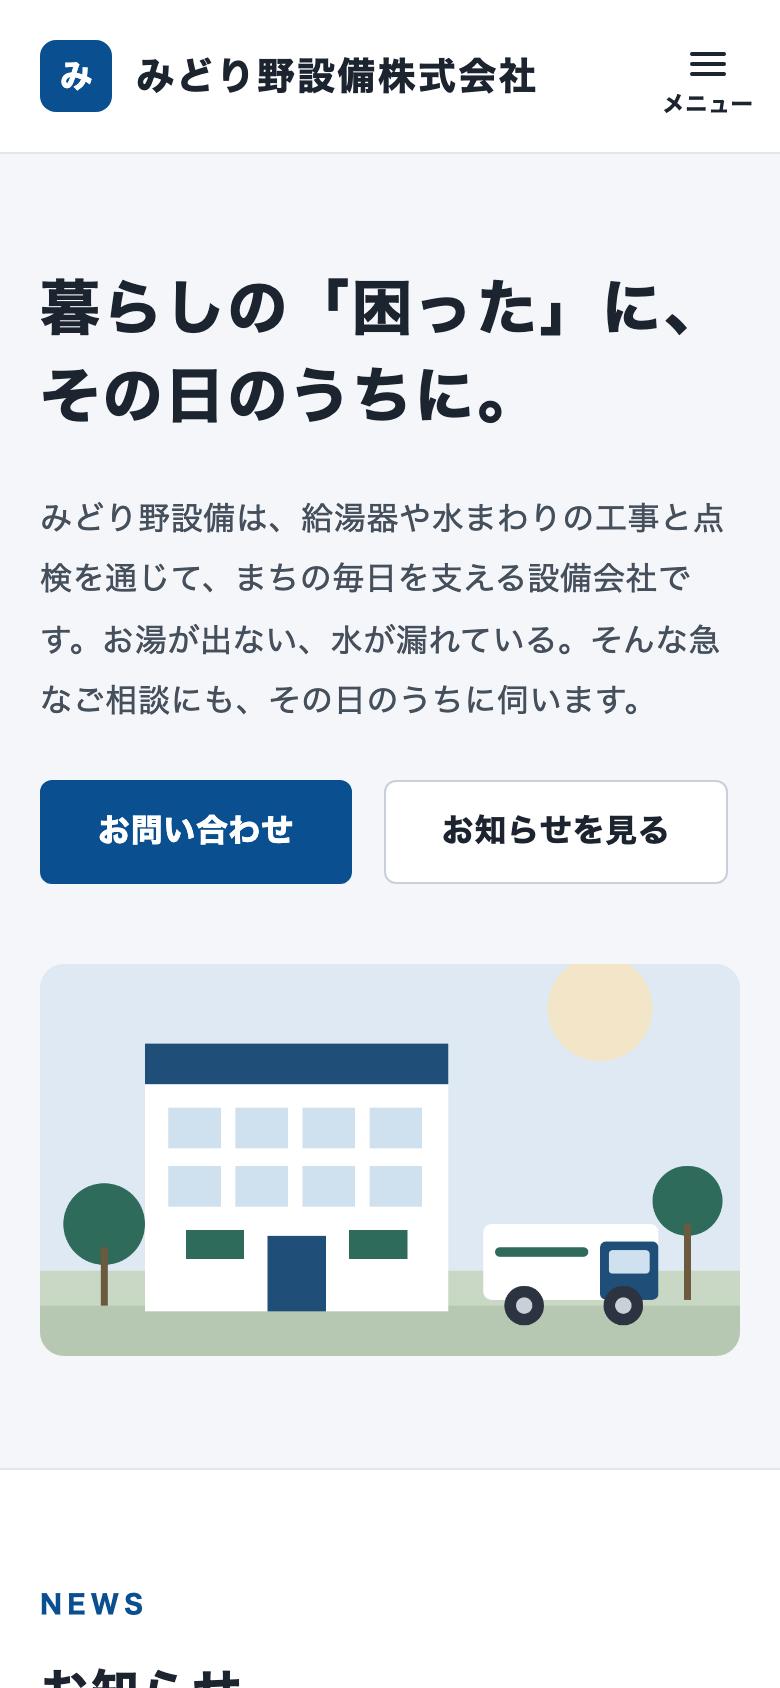 み みどり野設備株式会社
メニュー
暮らしの「困った」に、
その日のうちに。
みどり野設備は、給湯器や水まわりの工事と点
検を通じて、まちの毎日を支える設備会社で
す。お湯が出ない、水が漏れている。そんな急
なご相談にも、その日のうちに伺います。
お問い合わせ
お知らせを見る
NEWS
お知らせ